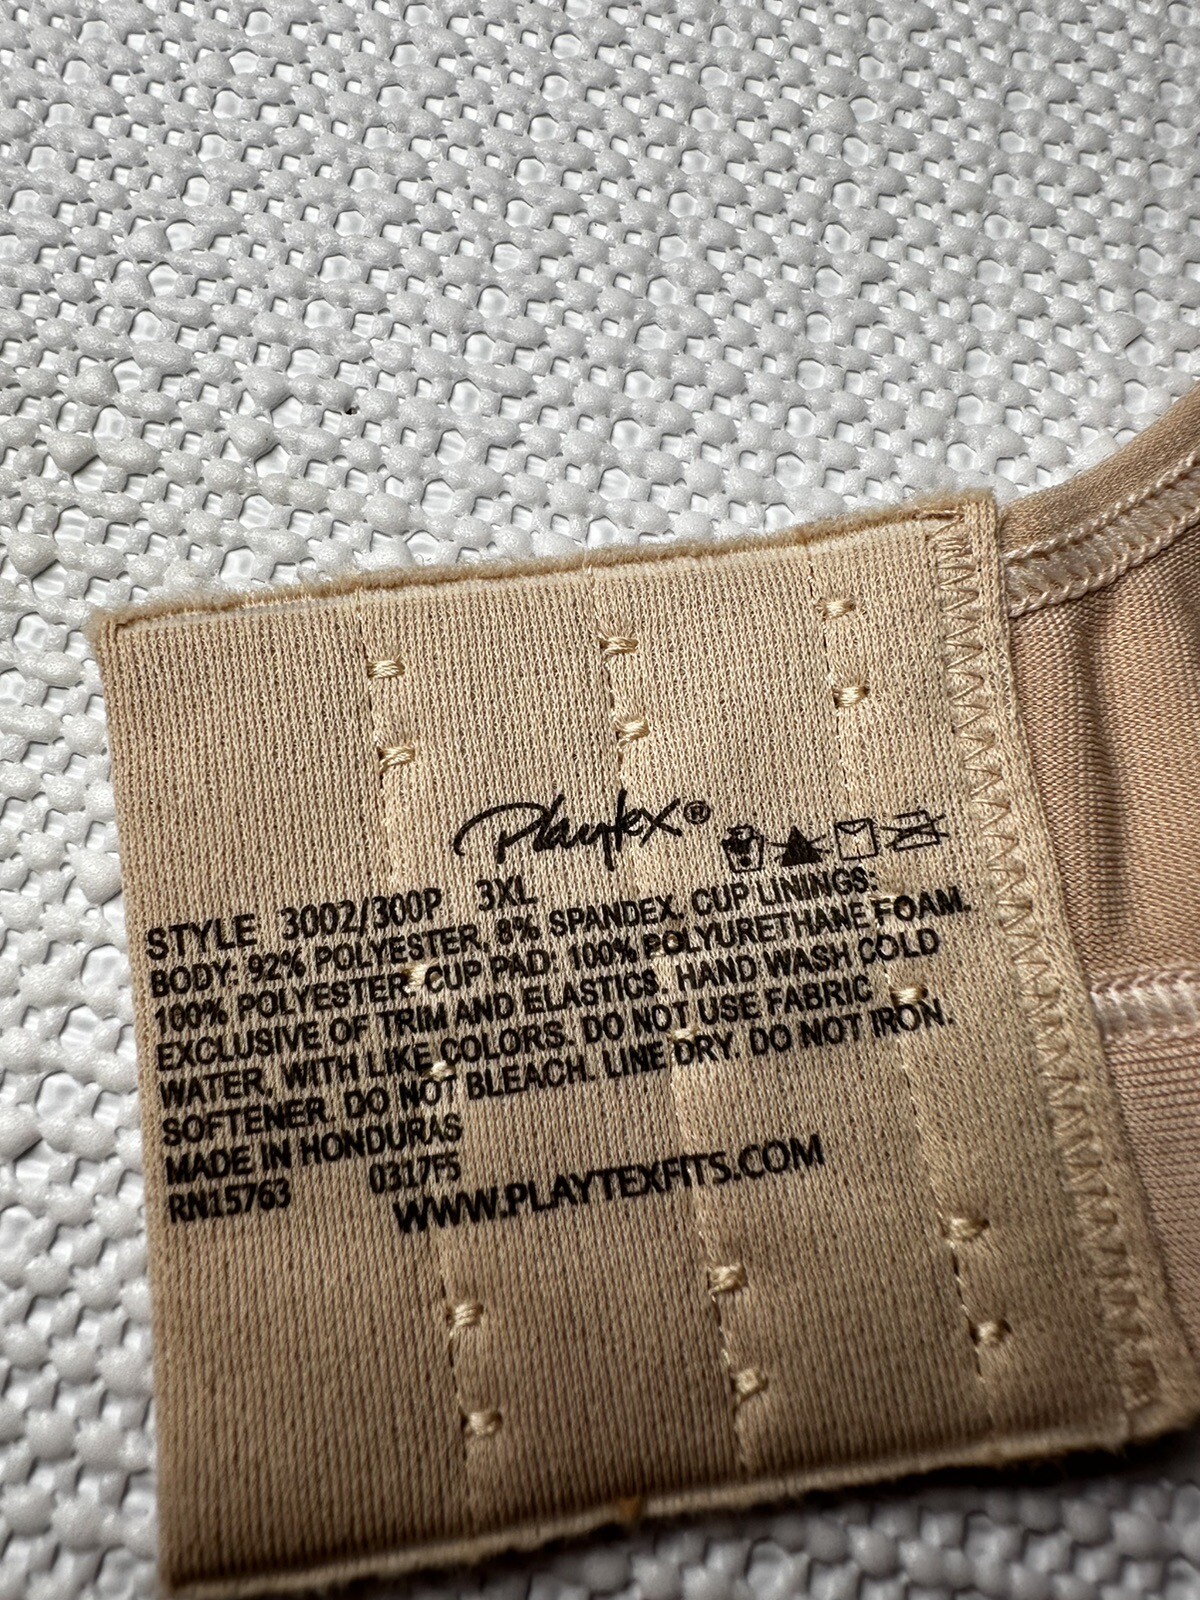 Playtex®
STYLE 3002/300P 3XL
BODY: 92% POLYESTER, 8% SPANDEX. CUP LININGS:
100% POLYESTER. CUP PAD: 100% POLYURETHANE FOAM.
EXCLUSIVE OF TRIM AND ELASTICS. HAND WASH COLD
WATER, WITH LIKE COLORS. DO NOT USE FABRIC
SOFTENER. DO NOT BLEACH. LINE DRY. DO NOT IRON.
MADE IN HONDURAS
RN15763 0317F5
WWW.PLAYTEXFITS.COM